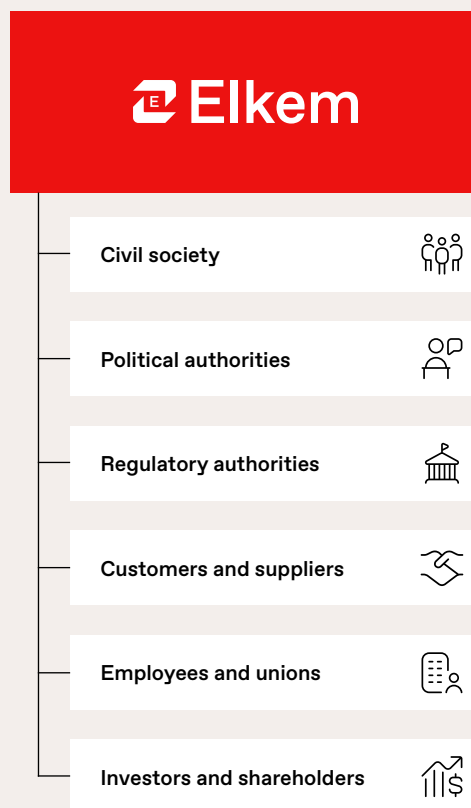 Elkem
Civil society
Political authorities
Regulatory authorities
Customers and suppliers
Employees and unions
Investors and shareholders